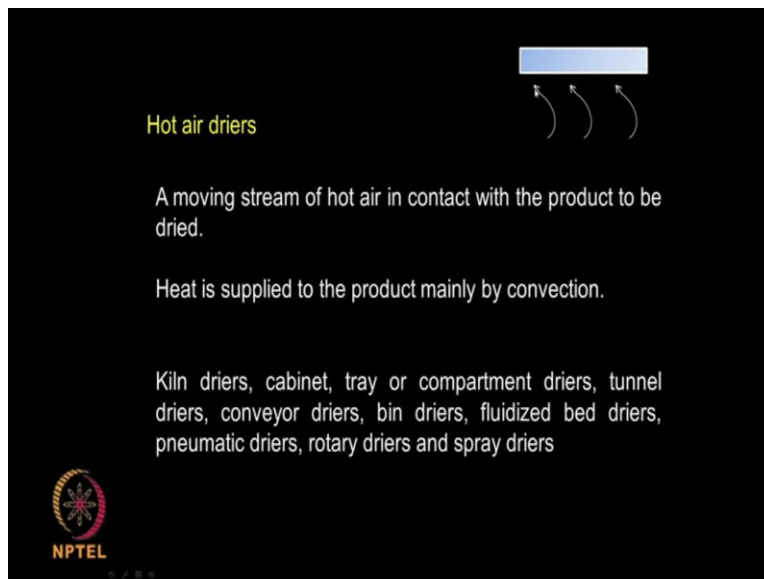 Hot air driers
A moving stream of hot air in contact with the product to be
dried.
Heat is supplied to the product mainly by convection.
Kiln driers, cabinet, tray or compartment driers, tunnel
driers, conveyor driers, bin driers, fluidized bed driers,
pneumatic driers, rotary driers and spray driers
NPTEL